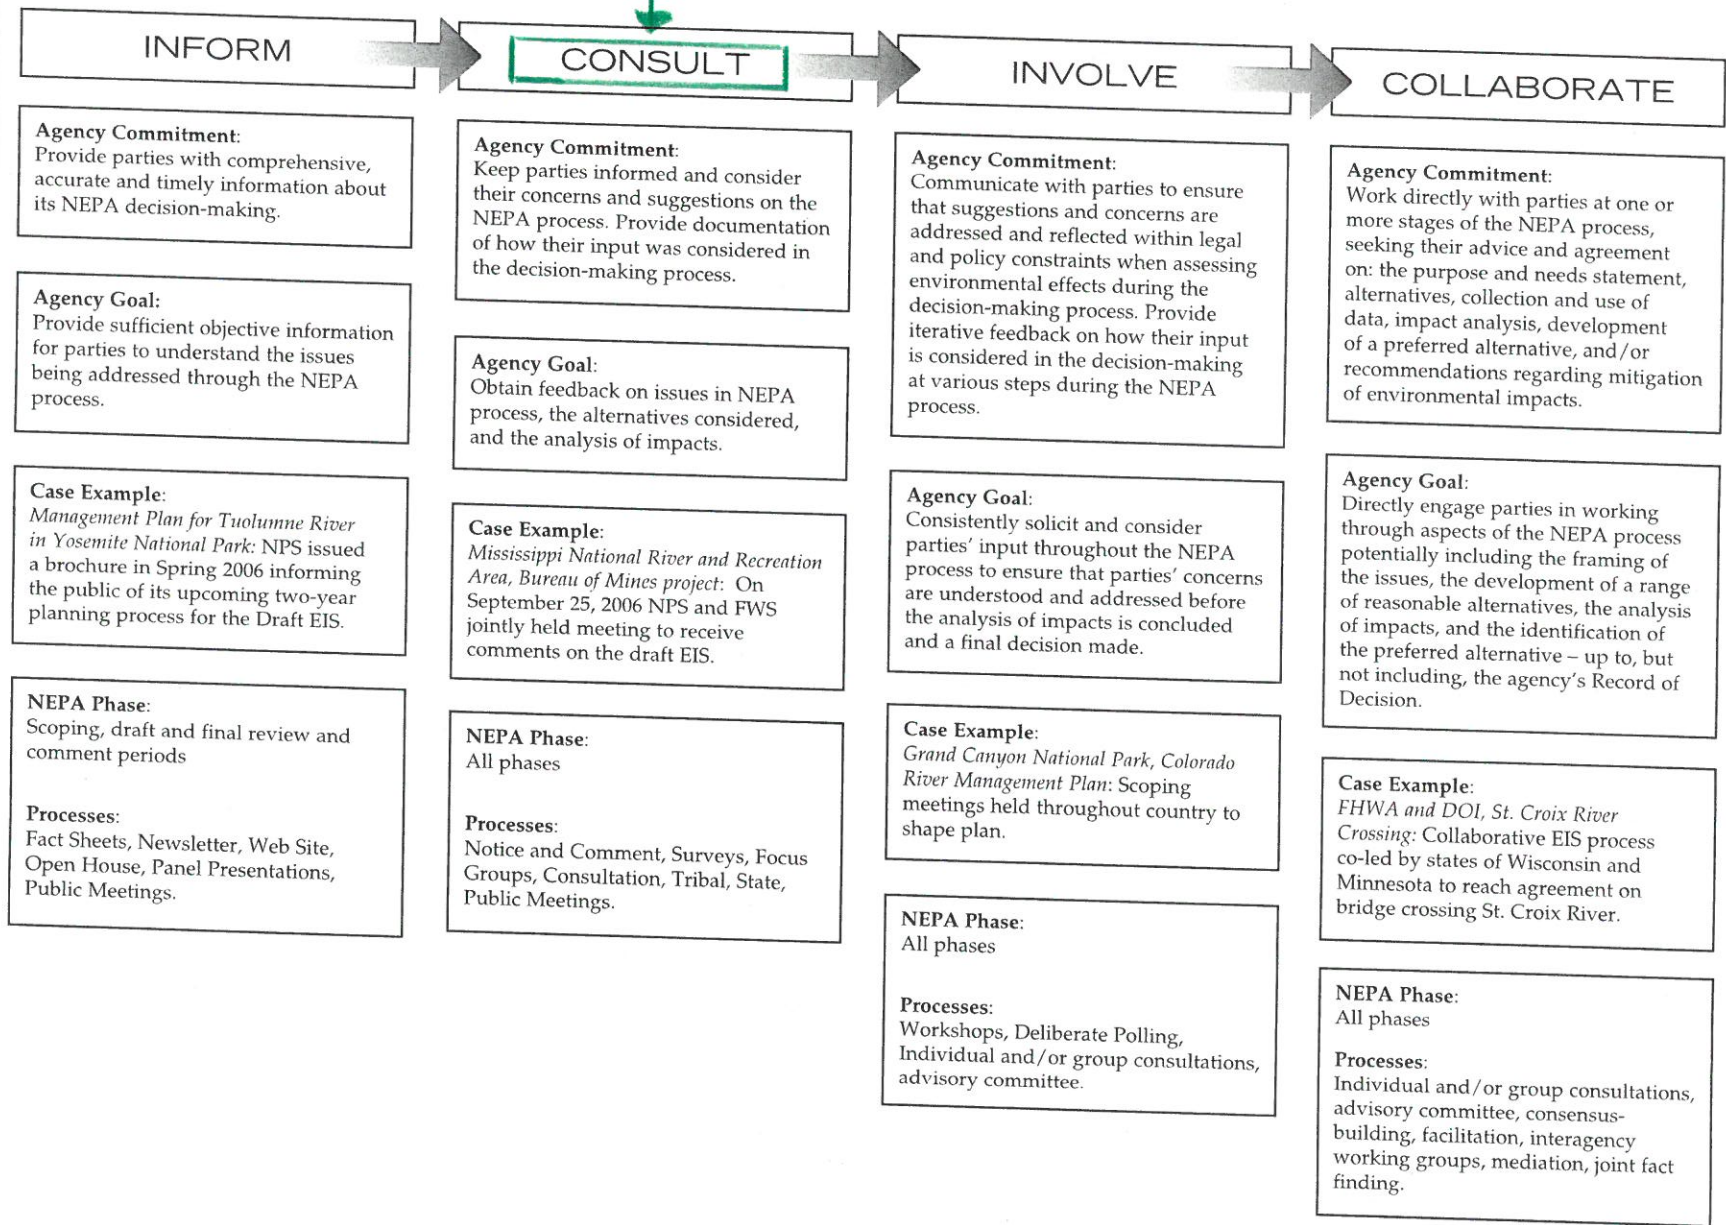 INFORM
Agency Commitment:
Provide parties with comprehensive,
accurate and timely information about
its NEPA decision-making.
Agency Goal:
Provide sufficient objective information
for parties to understand the issues
being addressed through the NEPA
process.
Case Example:
Management Plan for Tuolumne River
in Yosemite National Park: NPS issued
a brochure in Spring 2006 informing
the public of its upcoming two-year
planning process for the Draft EIS.
NEPA Phase:
Scoping, draft and final review and
comment periods
Processes:
Fact Sheets, Newsletter, Web Site,
Open House, Panel Presentations,
Public Meetings.
CONSULT
Agency Commitment:
Keep parties informed and consider
their concerns and suggestions on the
NEPA process. Provide documentation
of how their input was considered in
the decision-making process.
Agency Goal:
Obtain feedback on issues in NEPA
process, the alternatives considered,
and the analysis of impacts.
Case Example:
Mississippi National River and Recreation
Area, Bureau of Mines project: On
September 25, 2006 NPS and FWS
jointly held meeting to receive
comments on the draft EIS.
NEPA Phase:
All phases
Processes:
Notice and Comment, Surveys, Focus
Groups, Consultation, Tribal, State,
Public Meetings.
INVOLVE
Agency Commitment:
Communicate with parties to ensure
that suggestions and concerns are
addressed and reflected within legal
and policy constraints when assessing
environmental effects during the
decision-making process. Provide
iterative feedback on how their input
is considered in the decision-making
at various steps during the NEPA
process.
Agency Goal:
Consistently solicit and consider
parties' input throughout the NEPA
process to ensure that parties' concerns
are understood and addressed before
the analysis of impacts is concluded
and a final decision made.
Case Example:
Grand Canyon National Park, Colorado
River Management Plan: Scoping
meetings held throughout country to
shape plan.
NEPA Phase:
All phases
Processes:
Workshops, Deliberate Polling,
Individual and/or group consultations,
advisory committee.
COLLABORATE
Agency Commitment:
Work directly with parties at one or
more stages of the NEPA process,
seeking their advice and agreement
on: the purpose and needs statement,
alternatives, collection and use of
data, impact analysis, development
of a preferred alternative, and/or
recommendations regarding mitigation
of environmental impacts.
Agency Goal:
Directly engage parties in working
through aspects of the NEPA process
potentially including the framing of
the issues, the development of a range
of reasonable alternatives, the analysis
of impacts, and the identification of
the preferred alternative – up to, but
not including, the agency's Record of
Decision.
Case Example:
FHWA and DOI, St. Croix River
Crossing: Collaborative EIS process
co-led by states of Wisconsin and
Minnesota to reach agreement on
bridge crossing St. Croix River.
NEPA Phase:
All phases
Processes:
Individual and/or group consultations,
advisory committee, consensus-
building, facilitation, interagency
working groups, mediation, joint fact
finding.